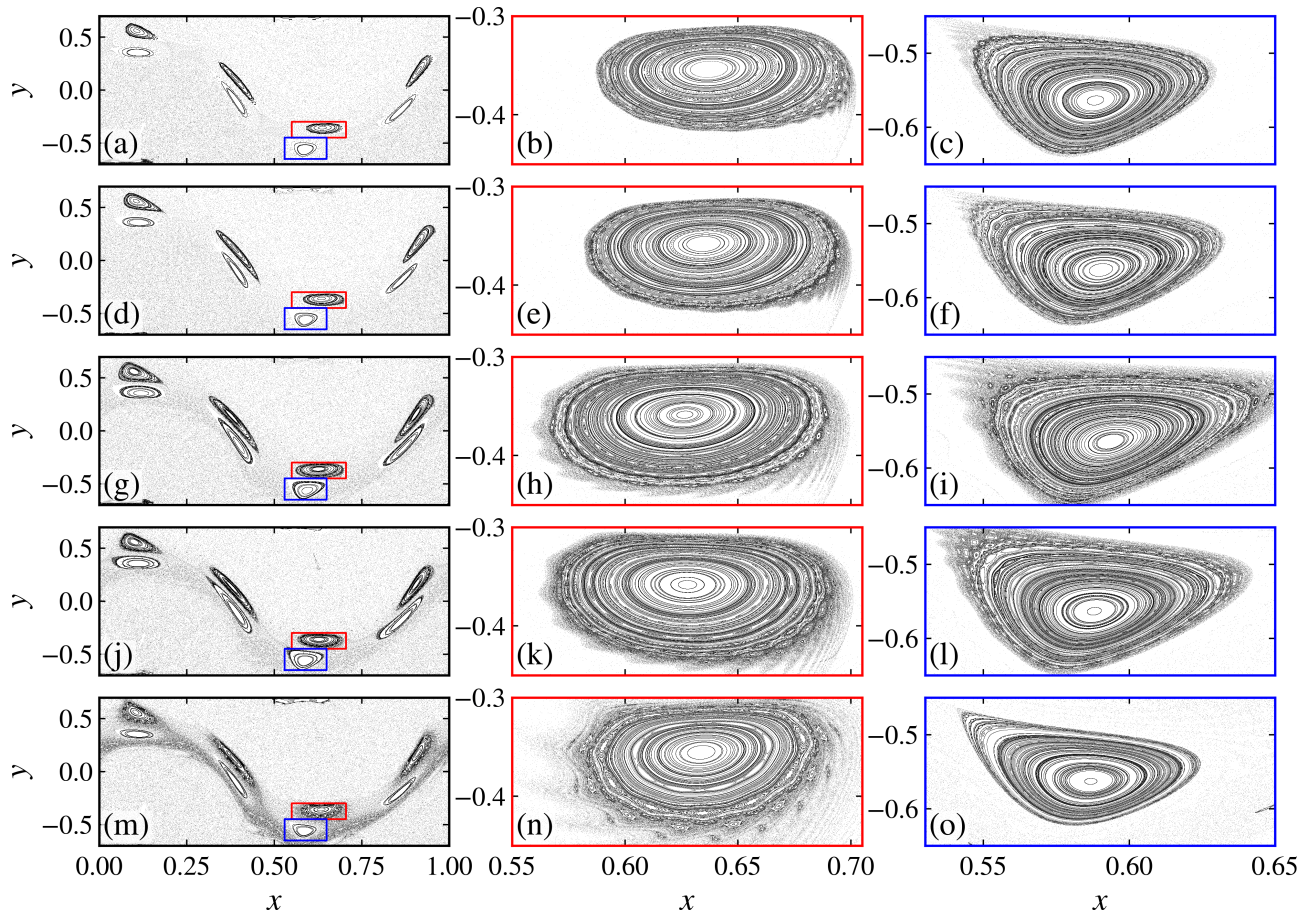 y 0.5 0.0 −0.5 (a) −0.3 −0.4 (b) −0.5 −0.6 (c)
y 0.5 0.0 −0.5 (d) −0.3 −0.4 (e) −0.5 −0.6 (f)
y 0.5 0.0 −0.5 (g) −0.3 −0.4 (h) −0.5 −0.6 (i)
y 0.5 0.0 −0.5 (j) −0.3 −0.4 (k) −0.5 −0.6 (l)
y 0.5 0.0 −0.5 (m) −0.3 −0.4 (n) −0.5 −0.6 (o)
0.00 0.25 0.50 0.75 1.00 0.55 0.60 0.65 0.70 0.55 0.60 0.65
x x x